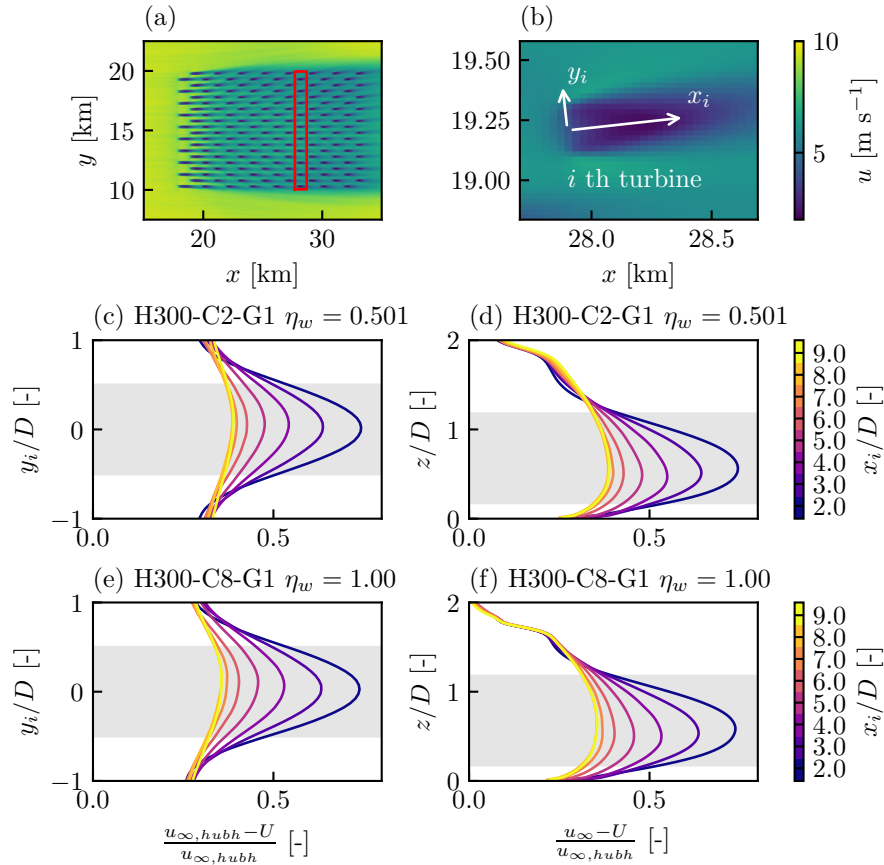 (a)
(b)
20
15
10
y [km]
20
30
x [km]
19.50
19.25
19.00
y_i
x_i
i th turbine
28.0
28.5
x [km]
10
5
u [m s⁻¹]
(c) H300-C2-G1 η_w = 0.501
(d) H300-C2-G1 η_w = 0.501
1
0
−1
y_i/D [-]
0.0
0.5
2
1
0
z/D [-]
0.0
0.5
9.0
8.0
7.0
6.0
5.0
4.0
3.0
2.0
x_i/D [-]
(e) H300-C8-G1 η_w = 1.00
(f) H300-C8-G1 η_w = 1.00
1
0
−1
y_i/D [-]
0.0
0.5
(u_{∞,hubh}−U)/u_{∞,hubh} [-]
2
1
0
z/D [-]
0.0
0.5
(u_∞−U)/u_{∞,hubh} [-]
9.0
8.0
7.0
6.0
5.0
4.0
3.0
2.0
x_i/D [-]